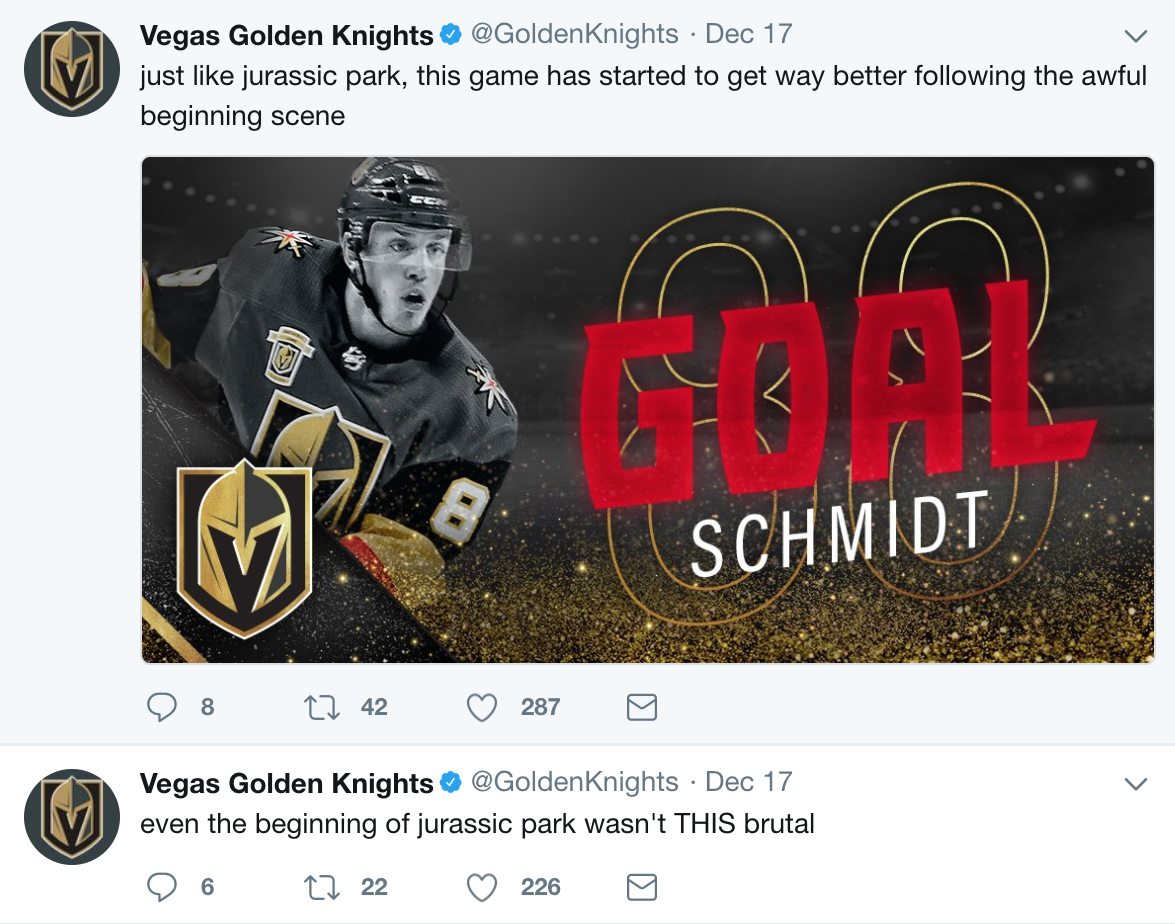 Vegas Golden Knights @GoldenKnights · Dec 17
just like jurassic park, this game has started to get way better following the awful
beginning scene
88
GOAL
SCHMIDT
8
8 42 287
Vegas Golden Knights @GoldenKnights · Dec 17
even the beginning of jurassic park wasn't THIS brutal
6 22 226